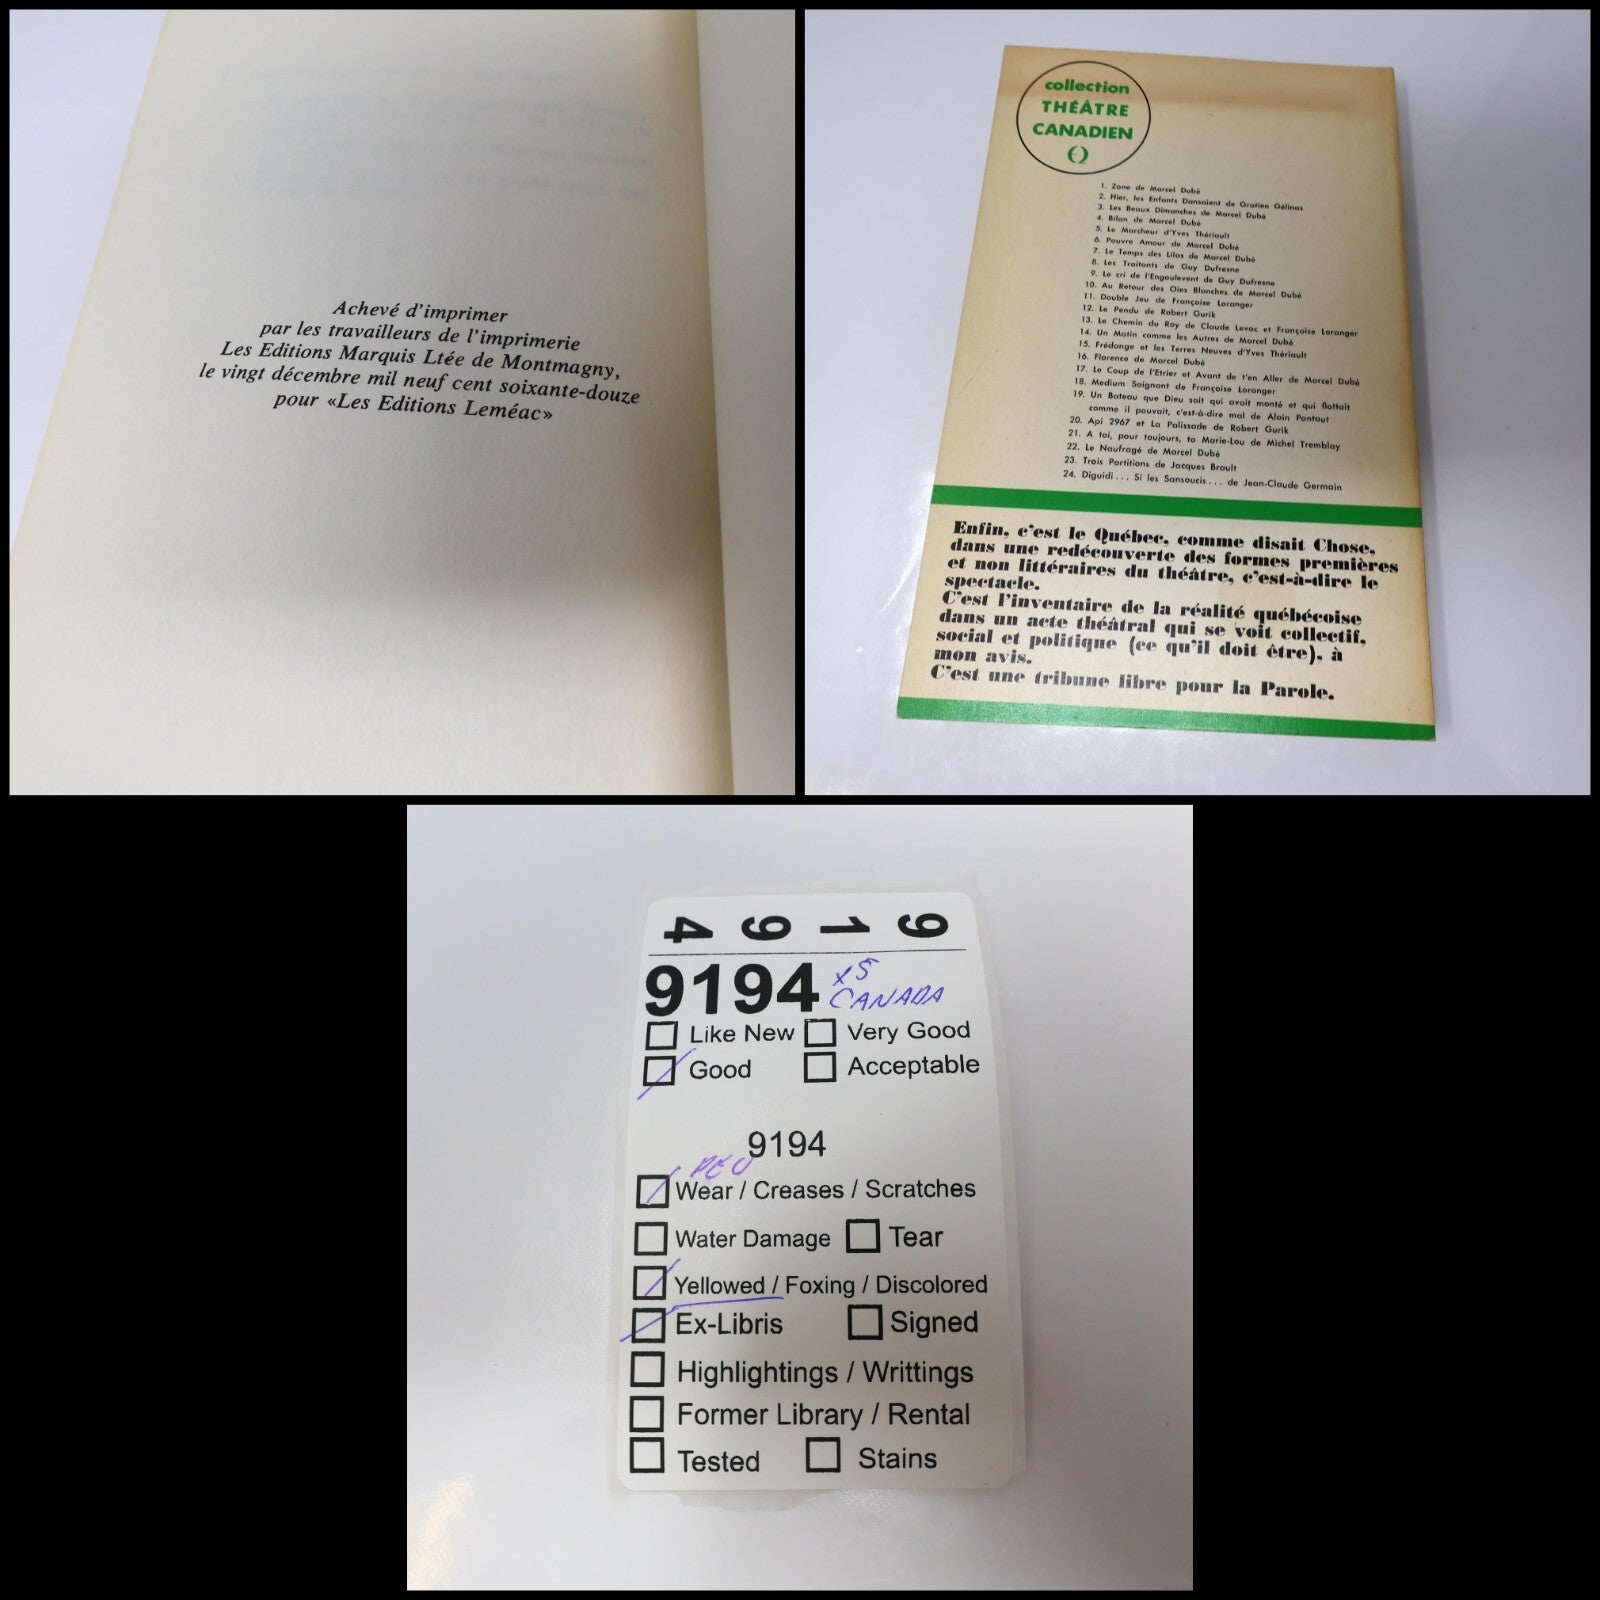 Achevé d'imprimer
par les travailleurs de l'imprimerie
Les Editions Marquis Ltée de Montmagny,
le vingt décembre mil neuf cent soixante-douze
pour «Les Editions Leméac»
collection
THÉÂTRE
CANADIEN
1. Zone de Marcel Dubé
2. Hier, les Enfants Dansaient de Gratien Gélinas
3. Les Beaux Dimanches de Marcel Dubé
4. Bilan de Marcel Dubé
5. Le Marcheur d'Yves Thériault
6. Pauvre Amour de Marcel Dubé
7. Le Temps des Lilas de Marcel Dubé
8. Les Traitants de Guy Dufresne
9. Le cri de l'Engoulevent de Guy Dufresne
10. Au Retour des Oies Blanches de Marcel Dubé
11. Double Jeu de Françoise Loranger
12. Le Pendu de Robert Gurik
13. Le Chemin du Roy de Claude Levac et Françoise Loranger
14. Un Matin comme les Autres de Marcel Dubé
15. Frédange et les Terres Neuves d'Yves Thériault
16. Florence de Marcel Dubé
17. Le Coup de l'Etrier et Avant de t'en Aller de Marcel Dubé
18. Medium Saignant de Françoise Loranger
19. Un Bateau que Dieu sait qui avait monté et qui flottait
comme il pouvait, c'est-à-dire mal de Alain Pontaut
20. Api 2967 et La Palissade de Robert Gurik
21. A toi, pour toujours, ta Marie-Lou de Michel Tremblay
22. Le Naufragé de Marcel Dubé
23. Trois Partitions de Jacques Brault
24. Diguidi... Si les Sansoucis... de Jean-Claude Germain
Enfin, c'est le Québec, comme disait Chose,
dans une redécouverte des formes premières
et non littéraires du théâtre, c'est-à-dire le
spectacle.
C'est l'inventaire de la réalité québécoise
dans un acte théâtral qui se voit collectif,
social et politique (ce qu'il doit être), à
mon avis.
C'est une tribune libre pour la Parole.
9194
9194 x5
CANADA
Like New Very Good
Good Acceptable
9194
PEU
Wear / Creases / Scratches
Water Damage Tear
Yellowed / Foxing / Discolored
Ex-Libris Signed
Highlightings / Writtings
Former Library / Rental
Tested Stains